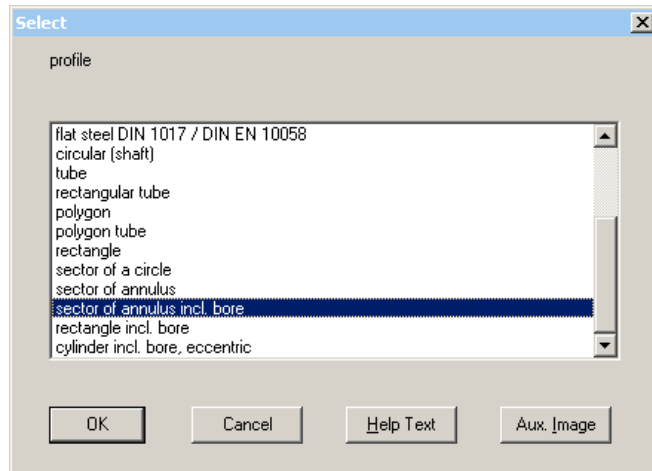 Select
profile
flat steel DIN 1017 / DIN EN 10058
circular (shaft)
tube
rectangular tube
polygon
polygon tube
rectangle
sector of a circle
sector of annulus
sector of annulus incl. bore
rectangle incl. bore
cylinder incl. bore, eccentric
OK Cancel Help Text Aux. Image